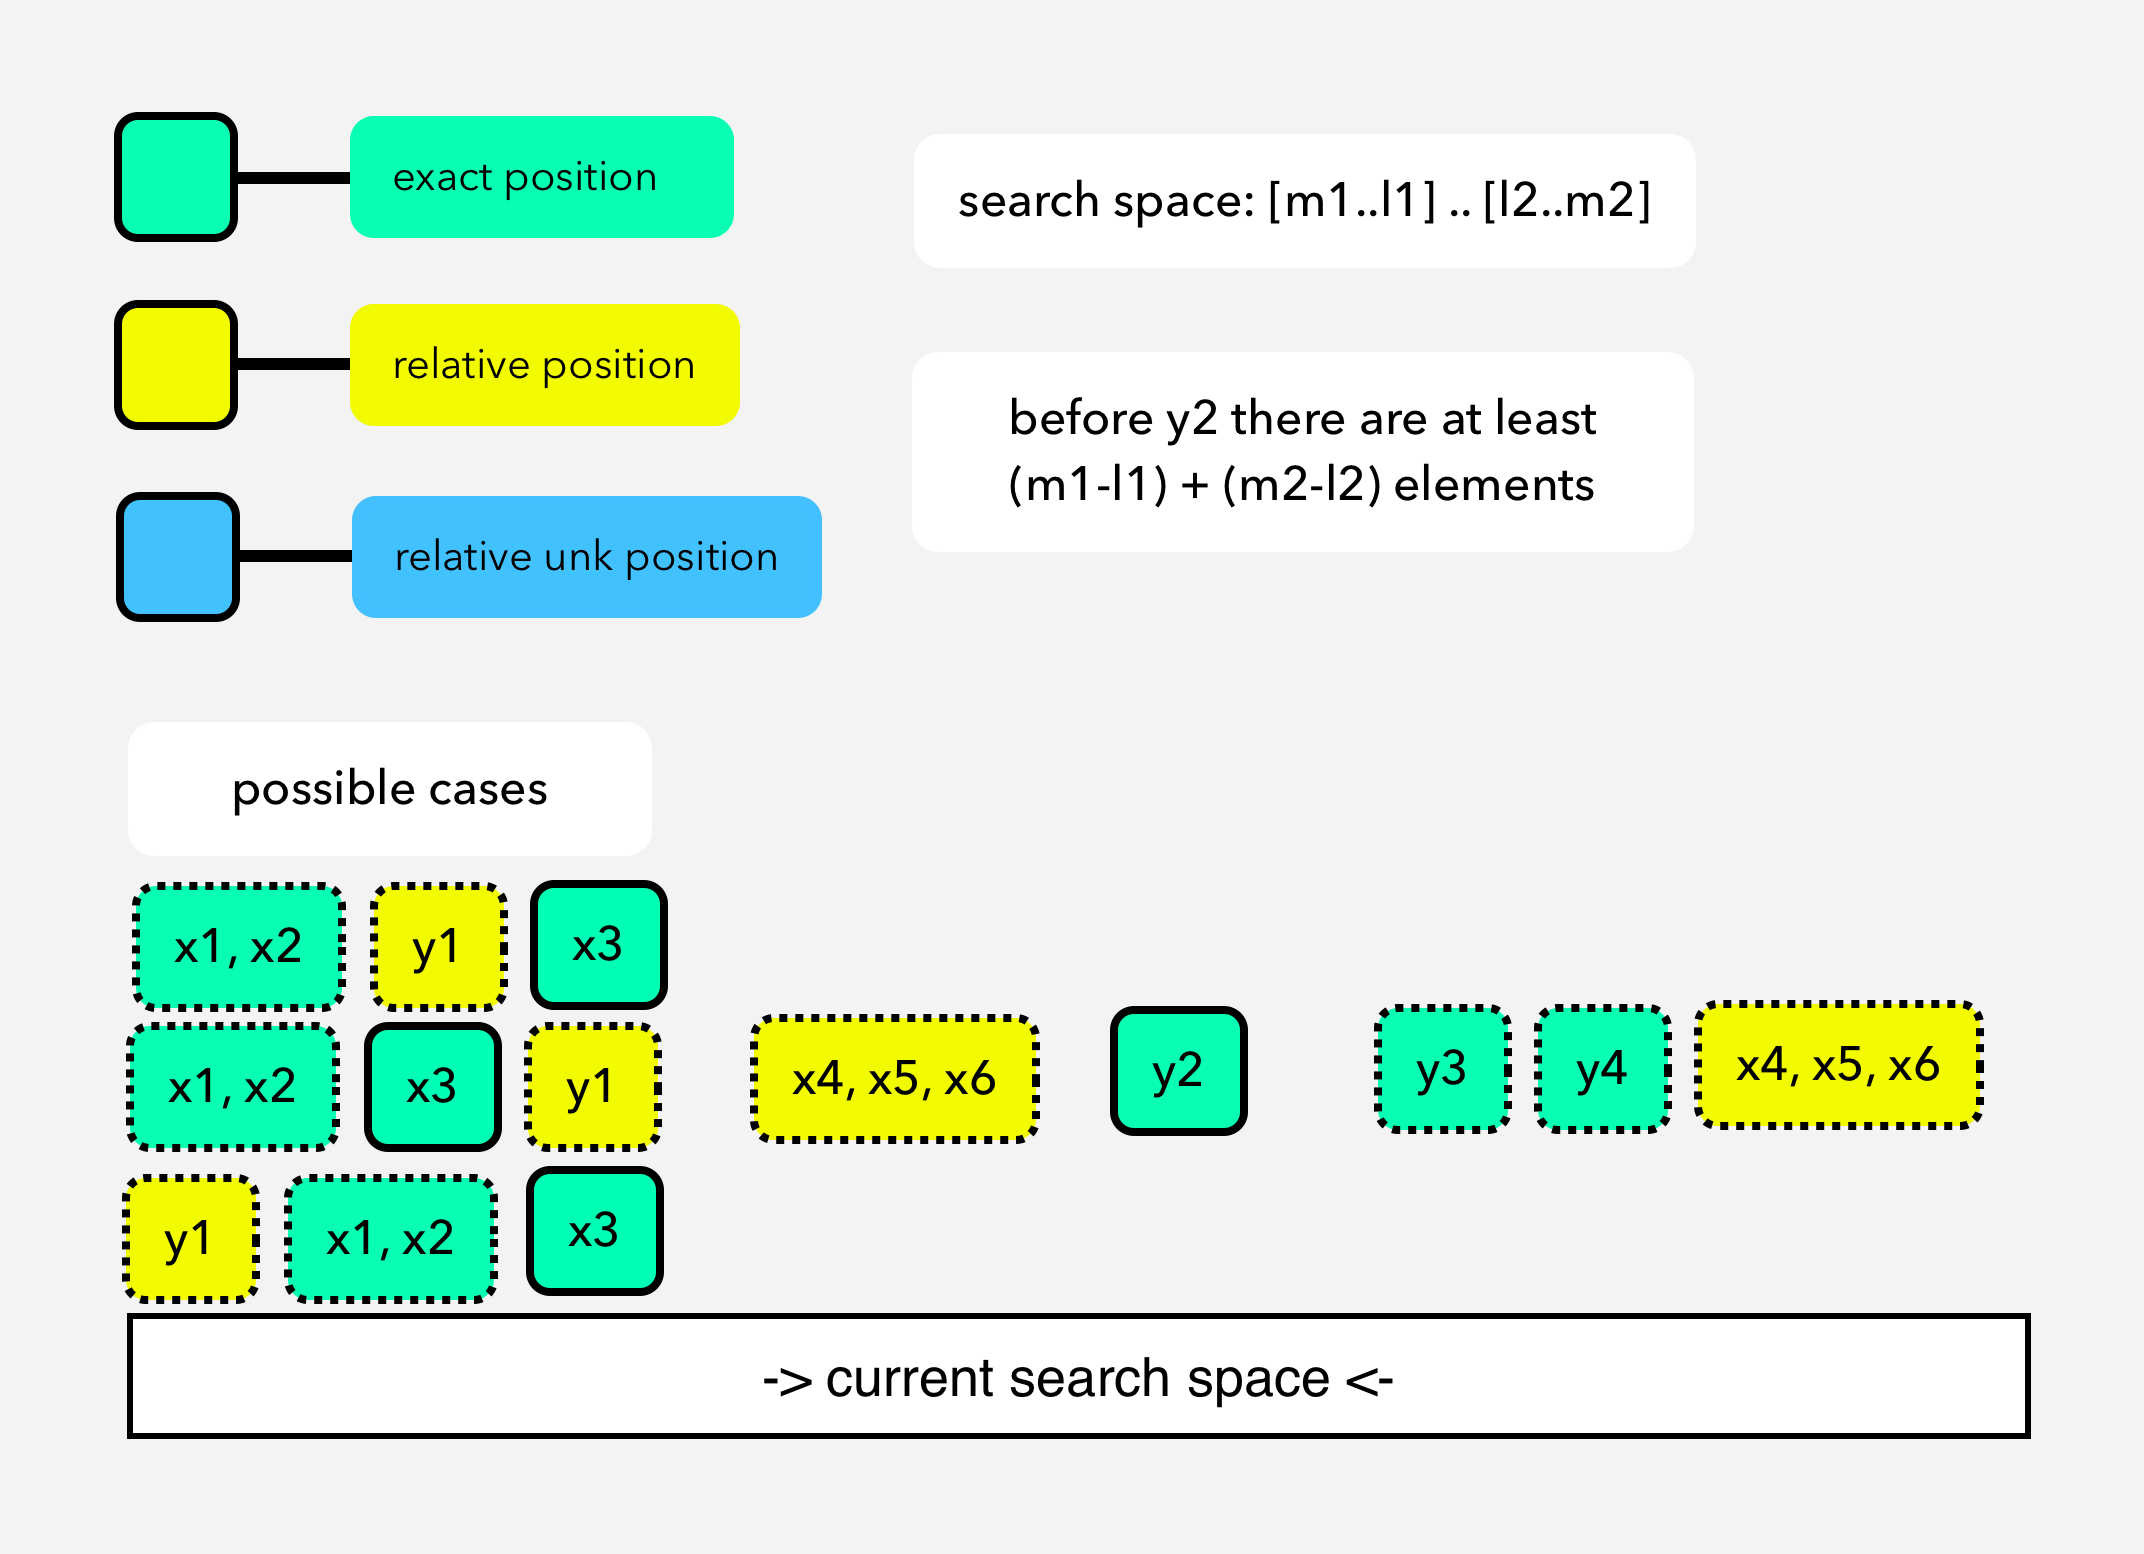 exact position
search space: [m1..l1] .. [l2..m2]
relative position
before y2 there are at least
(m1-l1) + (m2-l2) elements
relative unk position
possible cases
x1, x2
y1
x3
x1, x2
x3
y1
y1
x1, x2
x3
x4, x5, x6
y2
y3
y4
x4, x5, x6
-> current search space <-